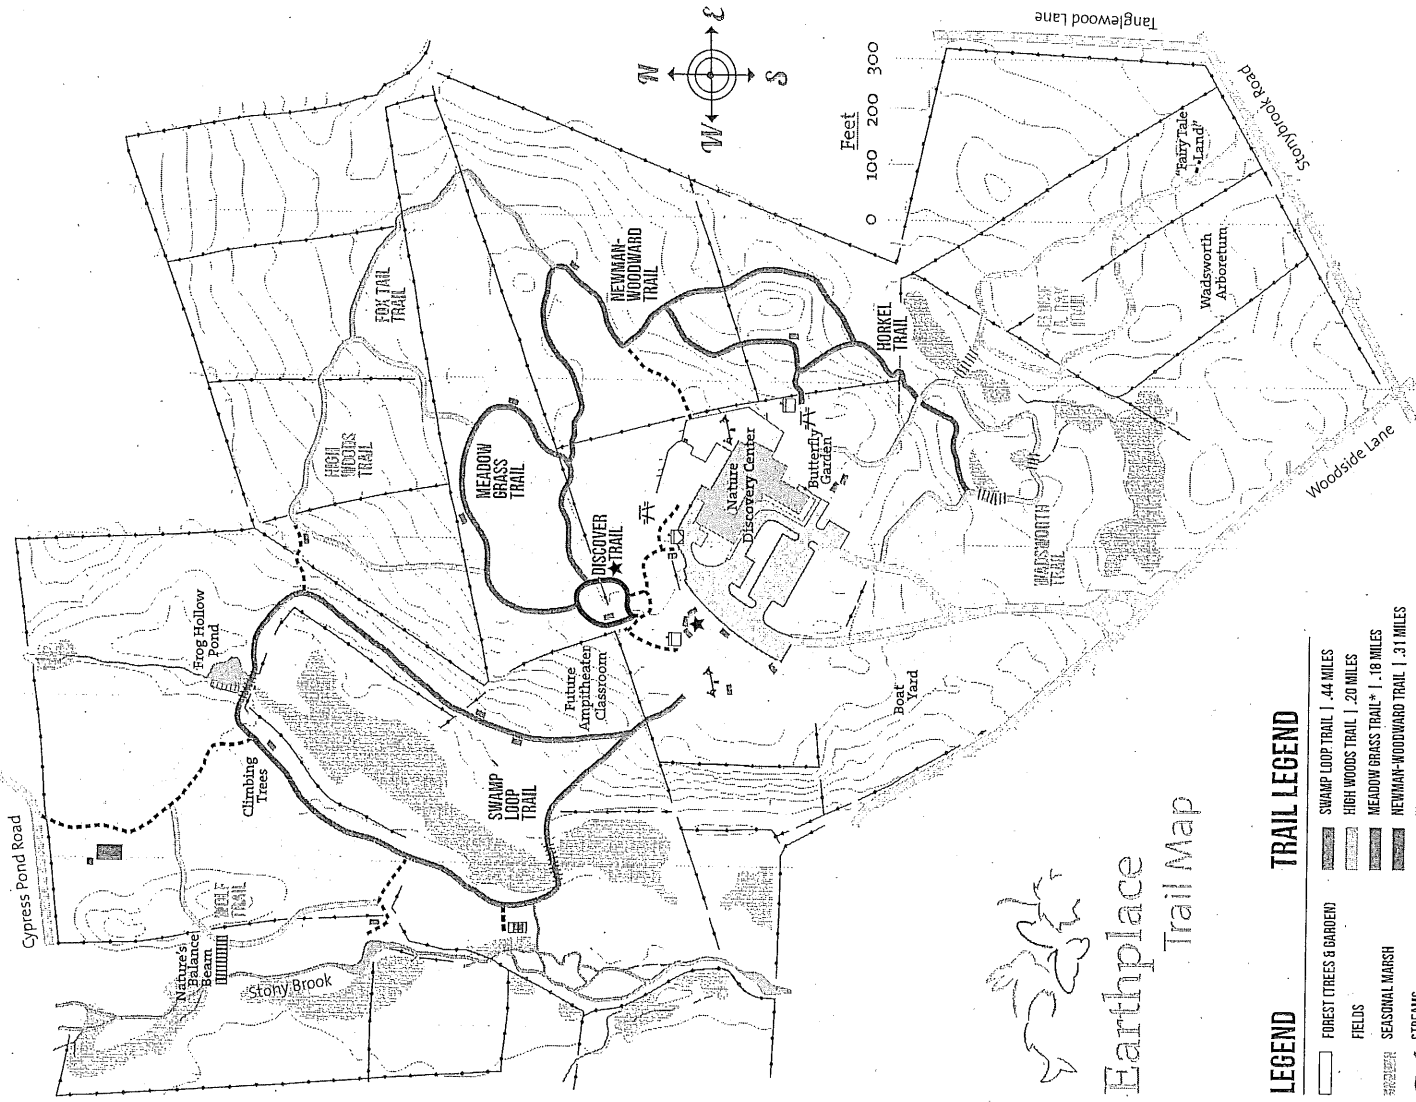 Tanglewood Lane
Stonybrook Road
N
E
S
W
Feet
0 100 200 300
"Fairy Tale
Land"
Wadsworth
Arboretum
FOX TAIL
TRAIL
NEWMAN-
WOODWARD
TRAIL
HORKEL
TRAIL
HIGH
WOODS
TRAIL
MEADOW
GRASS
TRAIL
DISCOVER
TRAIL
Nature
Discovery Center
Butterfly
Garden
WADSWORTH
TRAIL
Woodside Lane
Frog Hollow
Pond
Future
Ampitheater
Classroom
Boat
Yard
Climbing
Trees
SWAMP
LOOP
TRAIL
Cypress Pond Road
WOLF
TRAIL
Nature's
Balance
Beam
Stony Brook
Earthplace
Trail Map
LEGEND
FOREST (TREES & GARDEN)
FIELDS
SEASONAL MARSH
STREAMS
TRAIL LEGEND
SWAMP LOOP TRAIL | .44 MILES
HIGH WOODS TRAIL | .20 MILES
MEADOW GRASS TRAIL* | .18 MILES
NEWMAN-WOODWARD TRAIL | .31 MILES